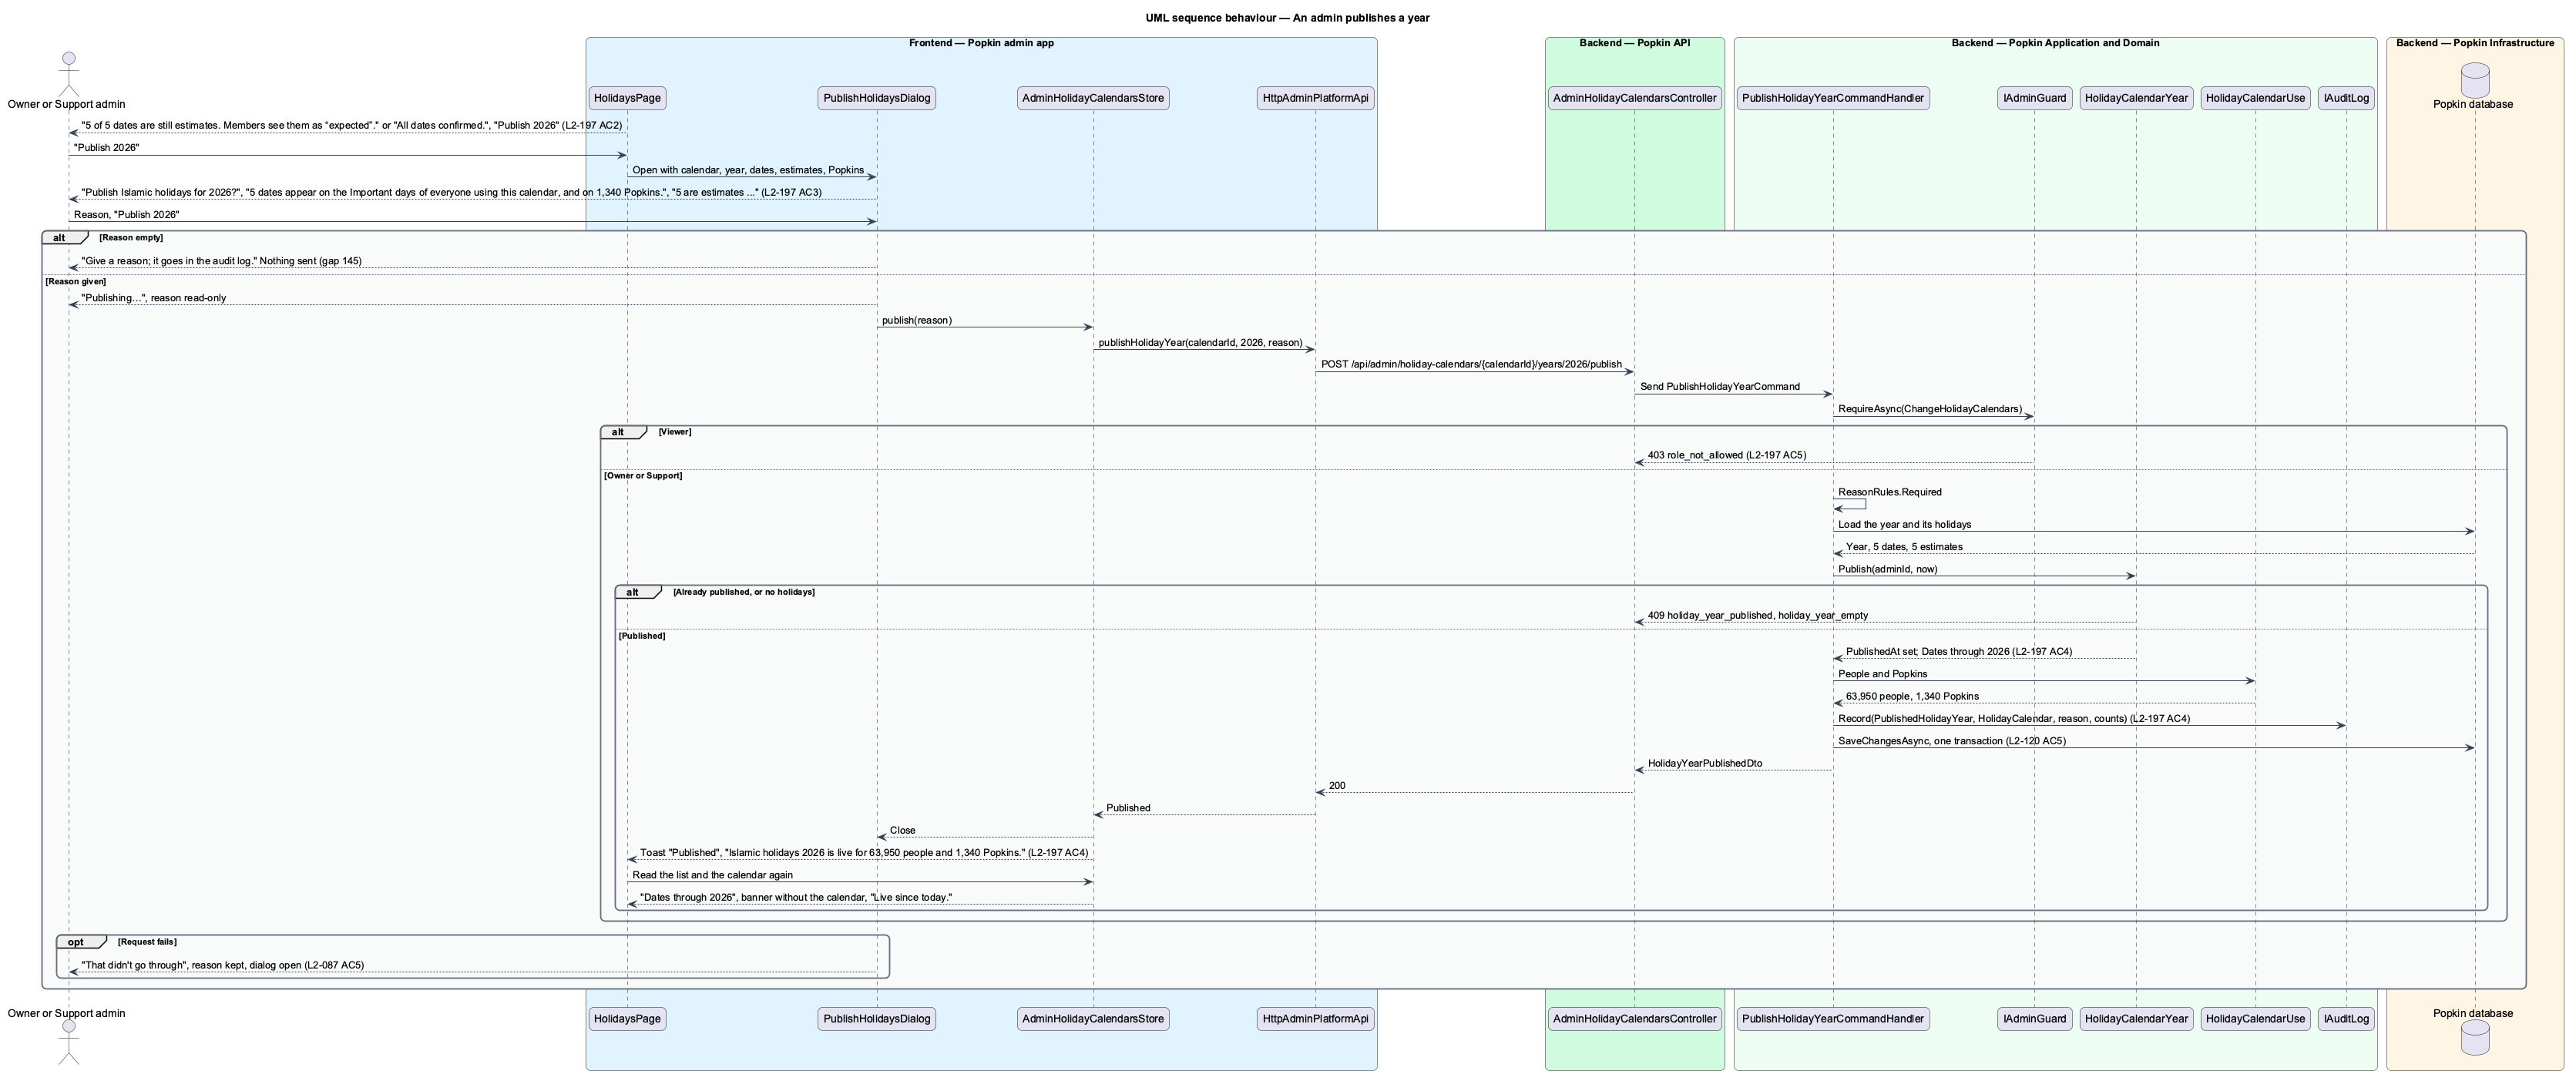 UML sequence behaviour — An admin publishes a year
Frontend — Popkin admin app
Backend — Popkin API
Backend — Popkin Application and Domain
Backend — Popkin Infrastructure
Owner or Support admin
HolidaysPage
PublishHolidaysDialog
AdminHolidayCalendarsStore
HttpAdminPlatformApi
AdminHolidayCalendarsController
PublishHolidayYearCommandHandler
IAdminGuard
HolidayCalendarYear
HolidayCalendarUse
IAuditLog
Popkin database
"5 of 5 dates are still estimates. Members see them as “expected”." or "All dates confirmed.", "Publish 2026" (L2-197 AC2)
"Publish 2026"
Open with calendar, year, dates, estimates, Popkins
"Publish Islamic holidays for 2026?", "5 dates appear on the Important days of everyone using this calendar, and on 1,340 Popkins.", "5 are estimates ..." (L2-197 AC3)
Reason, "Publish 2026"
alt [Reason empty]
"Give a reason; it goes in the audit log." Nothing sent (gap 145)
[Reason given]
"Publishing…", reason read-only
publish(reason)
publishHolidayYear(calendarId, 2026, reason)
POST /api/admin/holiday-calendars/{calendarId}/years/2026/publish
Send PublishHolidayYearCommand
RequireAsync(ChangeHolidayCalendars)
alt [Viewer]
403 role_not_allowed (L2-197 AC5)
[Owner or Support]
ReasonRules.Required
Load the year and its holidays
Year, 5 dates, 5 estimates
Publish(adminId, now)
alt [Already published, or no holidays]
409 holiday_year_published, holiday_year_empty
[Published]
PublishedAt set; Dates through 2026 (L2-197 AC4)
People and Popkins
63,950 people, 1,340 Popkins
Record(PublishedHolidayYear, HolidayCalendar, reason, counts) (L2-197 AC4)
SaveChangesAsync, one transaction (L2-120 AC5)
HolidayYearPublishedDto
200
Published
Close
Toast "Published", "Islamic holidays 2026 is live for 63,950 people and 1,340 Popkins." (L2-197 AC4)
Read the list and the calendar again
"Dates through 2026", banner without the calendar, "Live since today."
opt [Request fails]
"That didn't go through", reason kept, dialog open (L2-087 AC5)
Owner or Support admin
HolidaysPage
PublishHolidaysDialog
AdminHolidayCalendarsStore
HttpAdminPlatformApi
AdminHolidayCalendarsController
PublishHolidayYearCommandHandler
IAdminGuard
HolidayCalendarYear
HolidayCalendarUse
IAuditLog
Popkin database